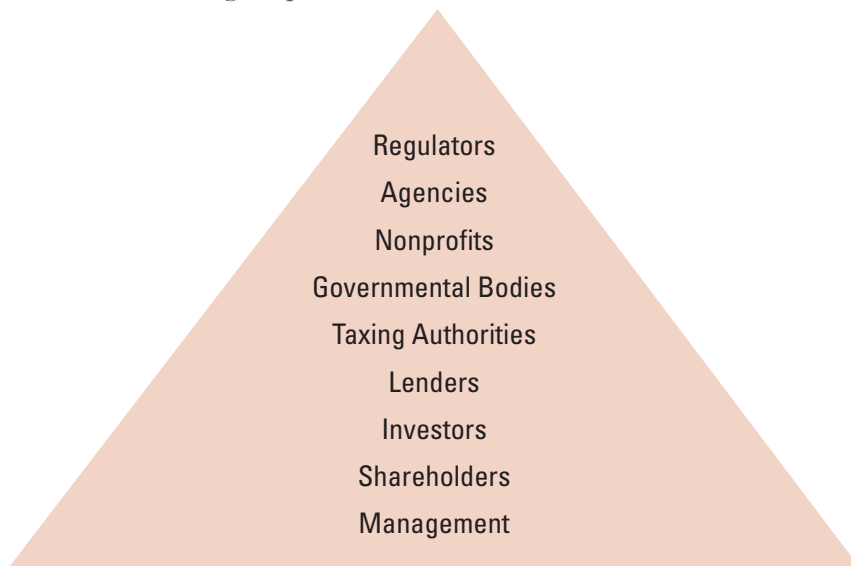 Regulators
Agencies
Nonprofits
Governmental Bodies
Taxing Authorities
Lenders
Investors
Shareholders
Management